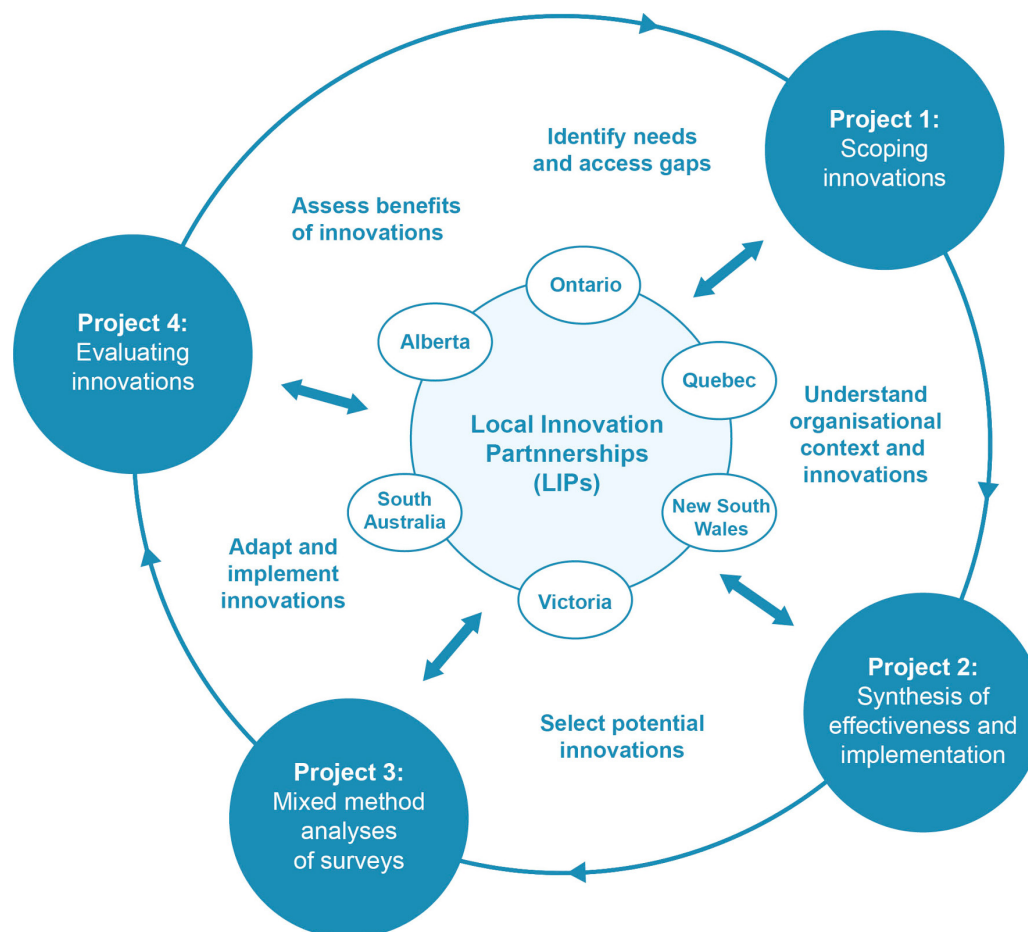 Project 1:
Scoping
innovations
Identify needs
and access gaps
Assess benefits
of innovations
Ontario
Alberta
Project 4:
Evaluating
innovations
Quebec
Understand
organisational
context and
innovations
Local Innovation
Partnnerships
(LIPs)
South
Australia
New South
Wales
Adapt and
implement
innovations
Victoria
Project 2:
Synthesis of
effectiveness and
implementation
Select potential
innovations
Project 3:
Mixed method
analyses
of surveys